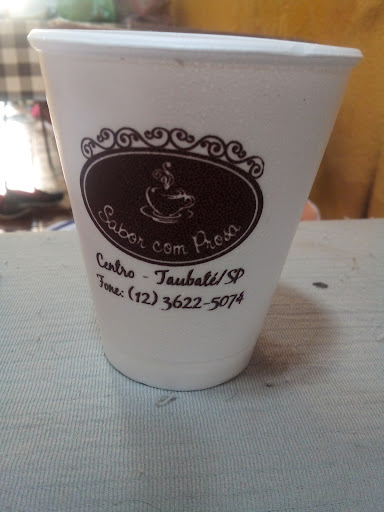 Sabor com Prosa
Centro - Taubaté/SP
Fone: (12) 3622-5074